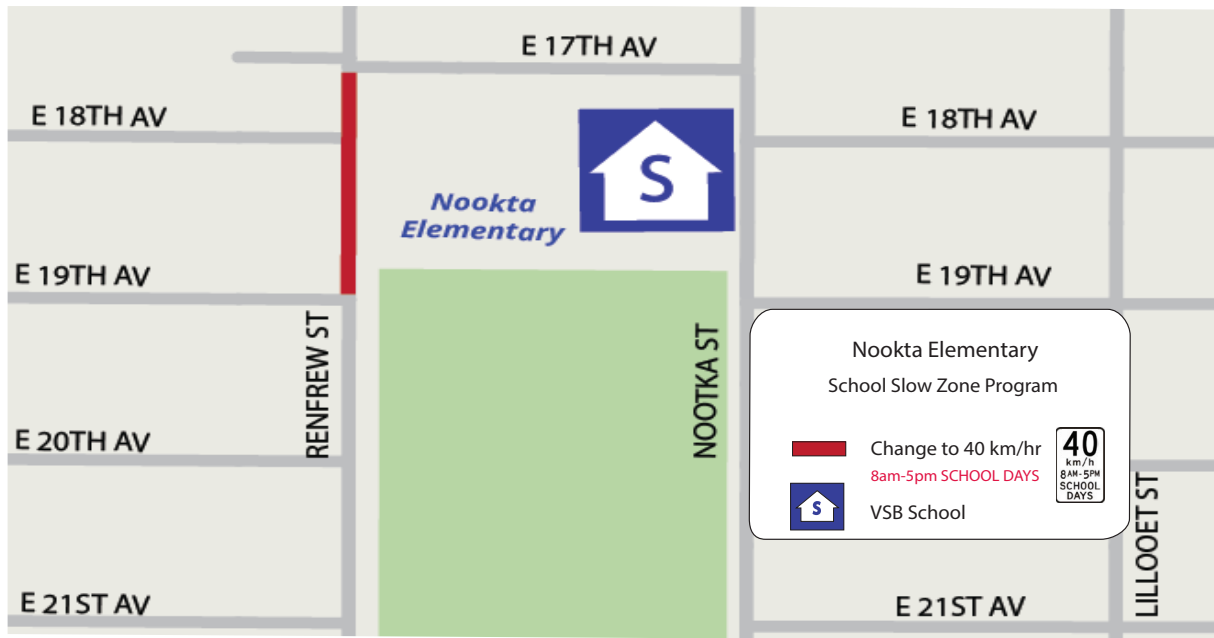 E 17TH AV
E 18TH AV
E 18TH AV
S
Nookta
Elementary
E 19TH AV
E 19TH AV
RENFREW ST
NOOTKA ST
Nookta Elementary
School Slow Zone Program
Change to 40 km/hr
8am-5pm SCHOOL DAYS
40
km/h
8AM-5PM
SCHOOL
DAYS
S
VSB School
E 20TH AV
LILLOOET ST
E 21ST AV
E 21ST AV